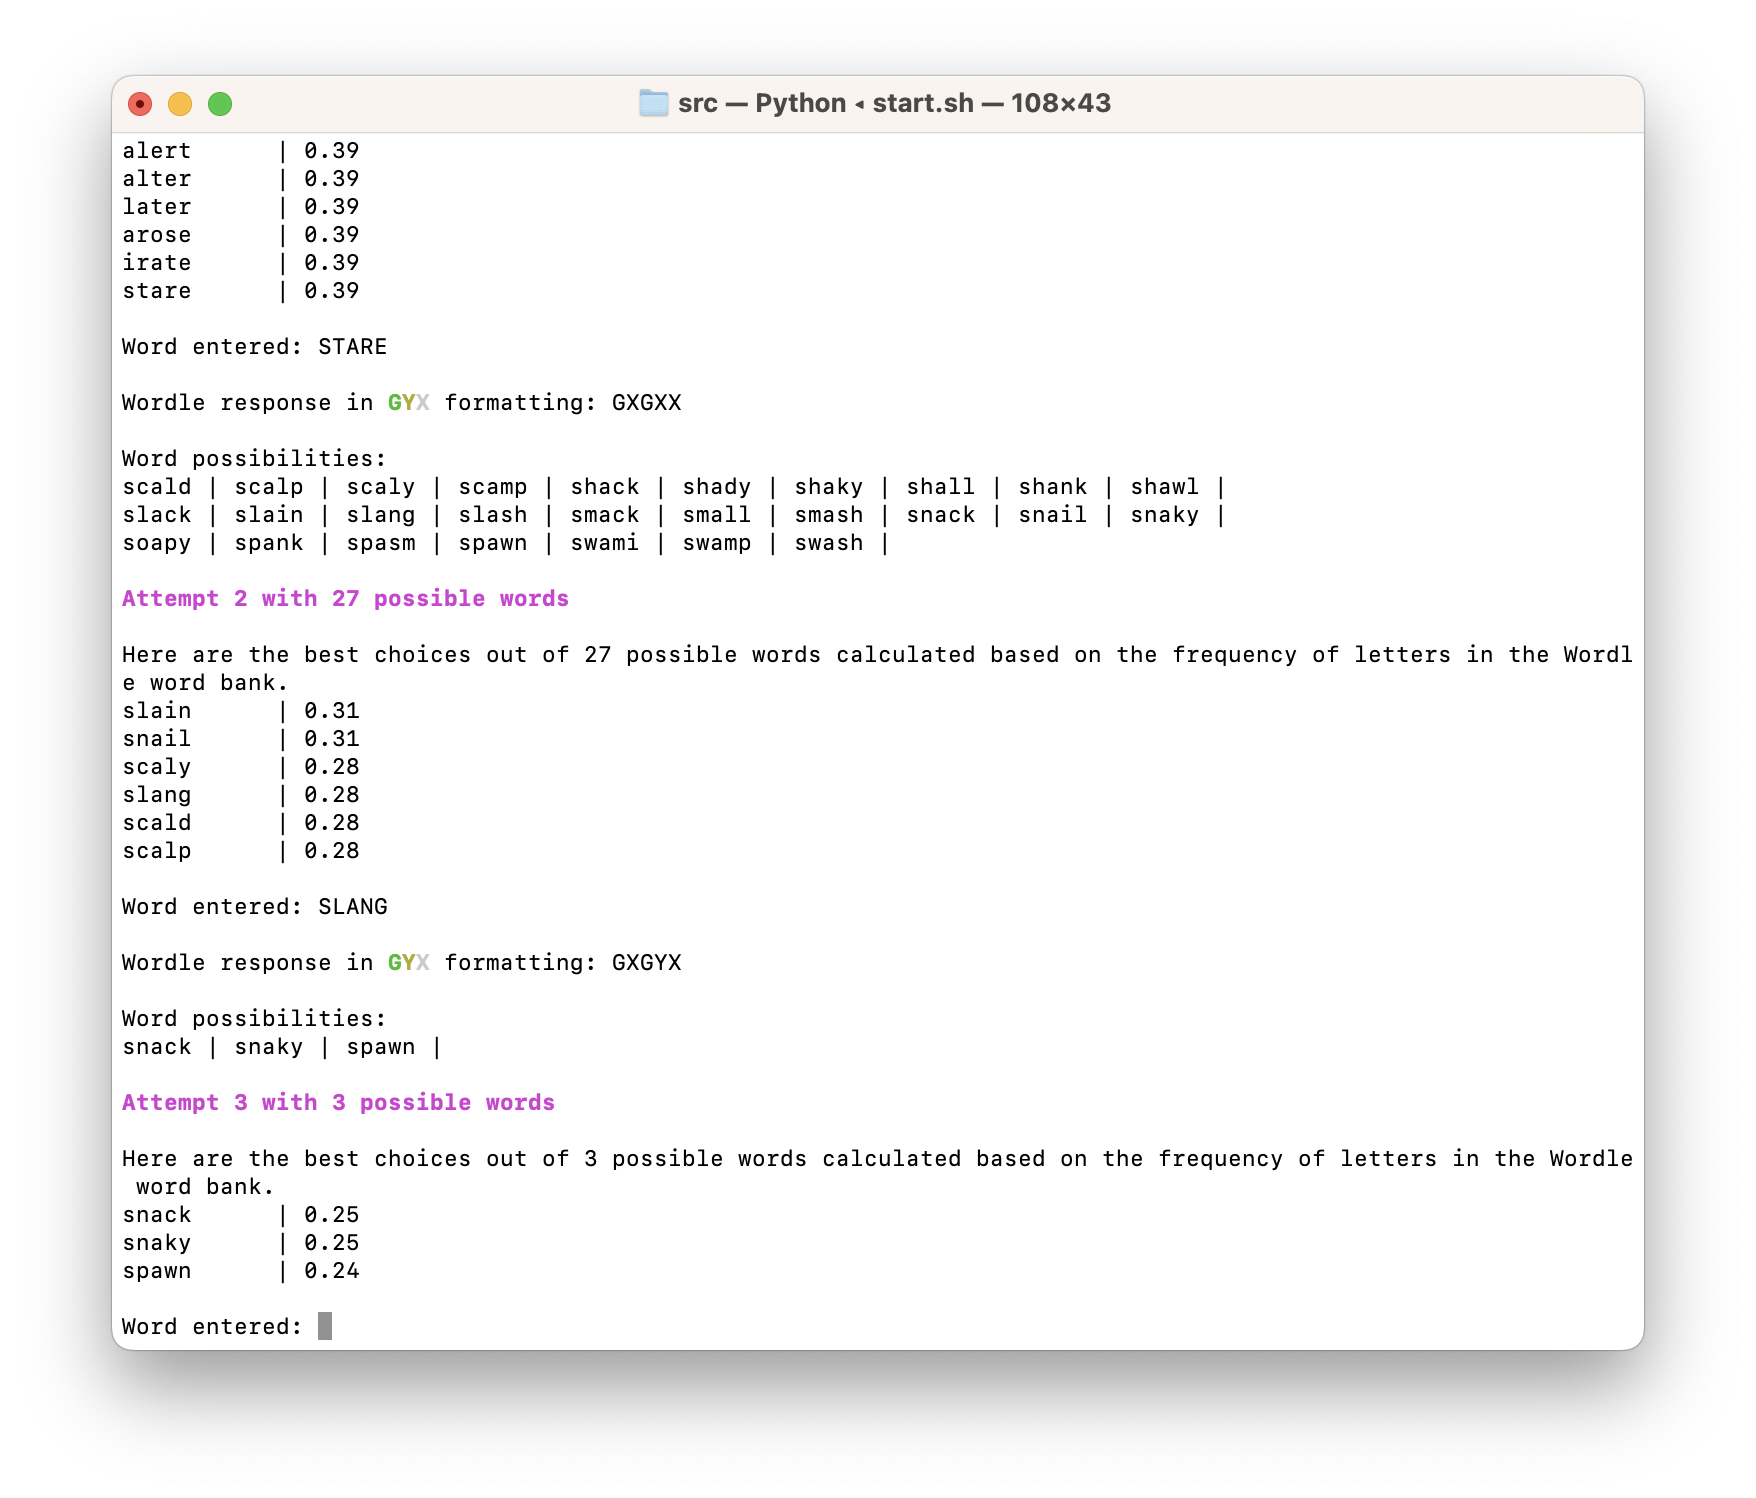 src — Python ◂ start.sh — 108×43
alert      | 0.39
alter      | 0.39
later      | 0.39
arose      | 0.39
irate      | 0.39
stare      | 0.39
Word entered: STARE
Wordle response in GYX formatting: GXGXX
Word possibilities:
scald | scalp | scaly | scamp | shack | shady | shaky | shall | shank | shawl |
slack | slain | slang | slash | smack | small | smash | snack | snail | snaky |
soapy | spank | spasm | spawn | swami | swamp | swash |
Attempt 2 with 27 possible words
Here are the best choices out of 27 possible words calculated based on the frequency of letters in the Wordl
e word bank.
slain      | 0.31
snail      | 0.31
scaly      | 0.28
slang      | 0.28
scald      | 0.28
scalp      | 0.28
Word entered: SLANG
Wordle response in GYX formatting: GXGYX
Word possibilities:
snack | snaky | spawn |
Attempt 3 with 3 possible words
Here are the best choices out of 3 possible words calculated based on the frequency of letters in the Wordle
 word bank.
snack      | 0.25
snaky      | 0.25
spawn      | 0.24
Word entered: